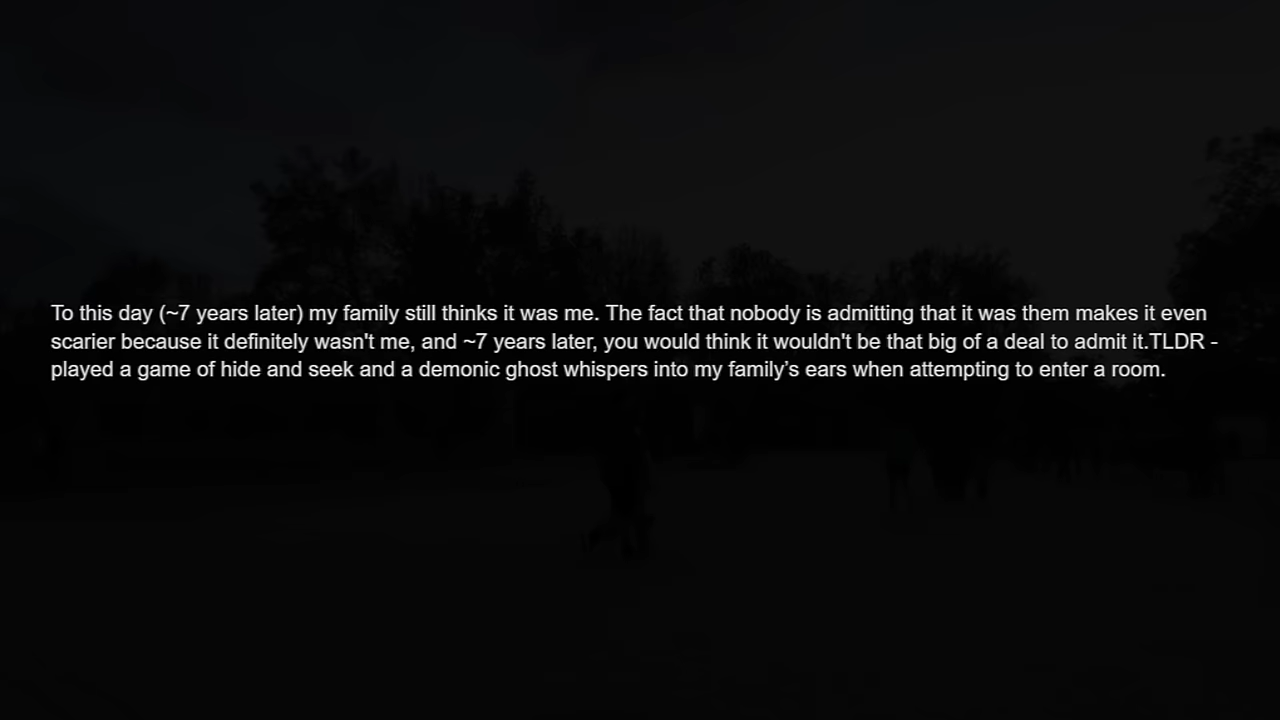 To this day (~7 years later) my family still thinks it was me. The fact that nobody is admitting that it was them makes it even
scarier because it definitely wasn't me, and ~7 years later, you would think it wouldn't be that big of a deal to admit it.TLDR -
played a game of hide and seek and a demonic ghost whispers into my family’s ears when attempting to enter a room.